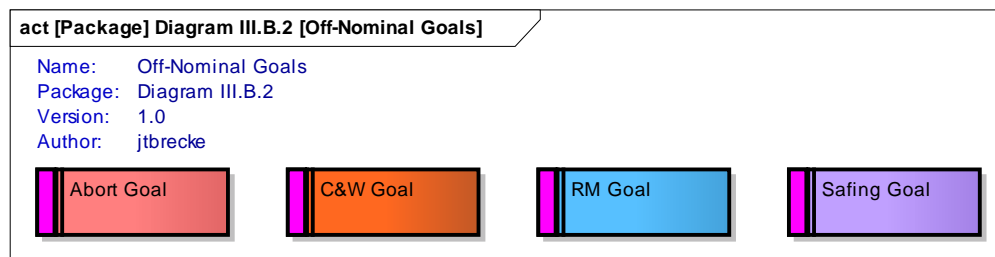 act [Package] Diagram III.B.2 [Off-Nominal Goals]
Name: Off-Nominal Goals
Package: Diagram III.B.2
Version: 1.0
Author: jtbrecke
Abort Goal C&W Goal RM Goal Safing Goal